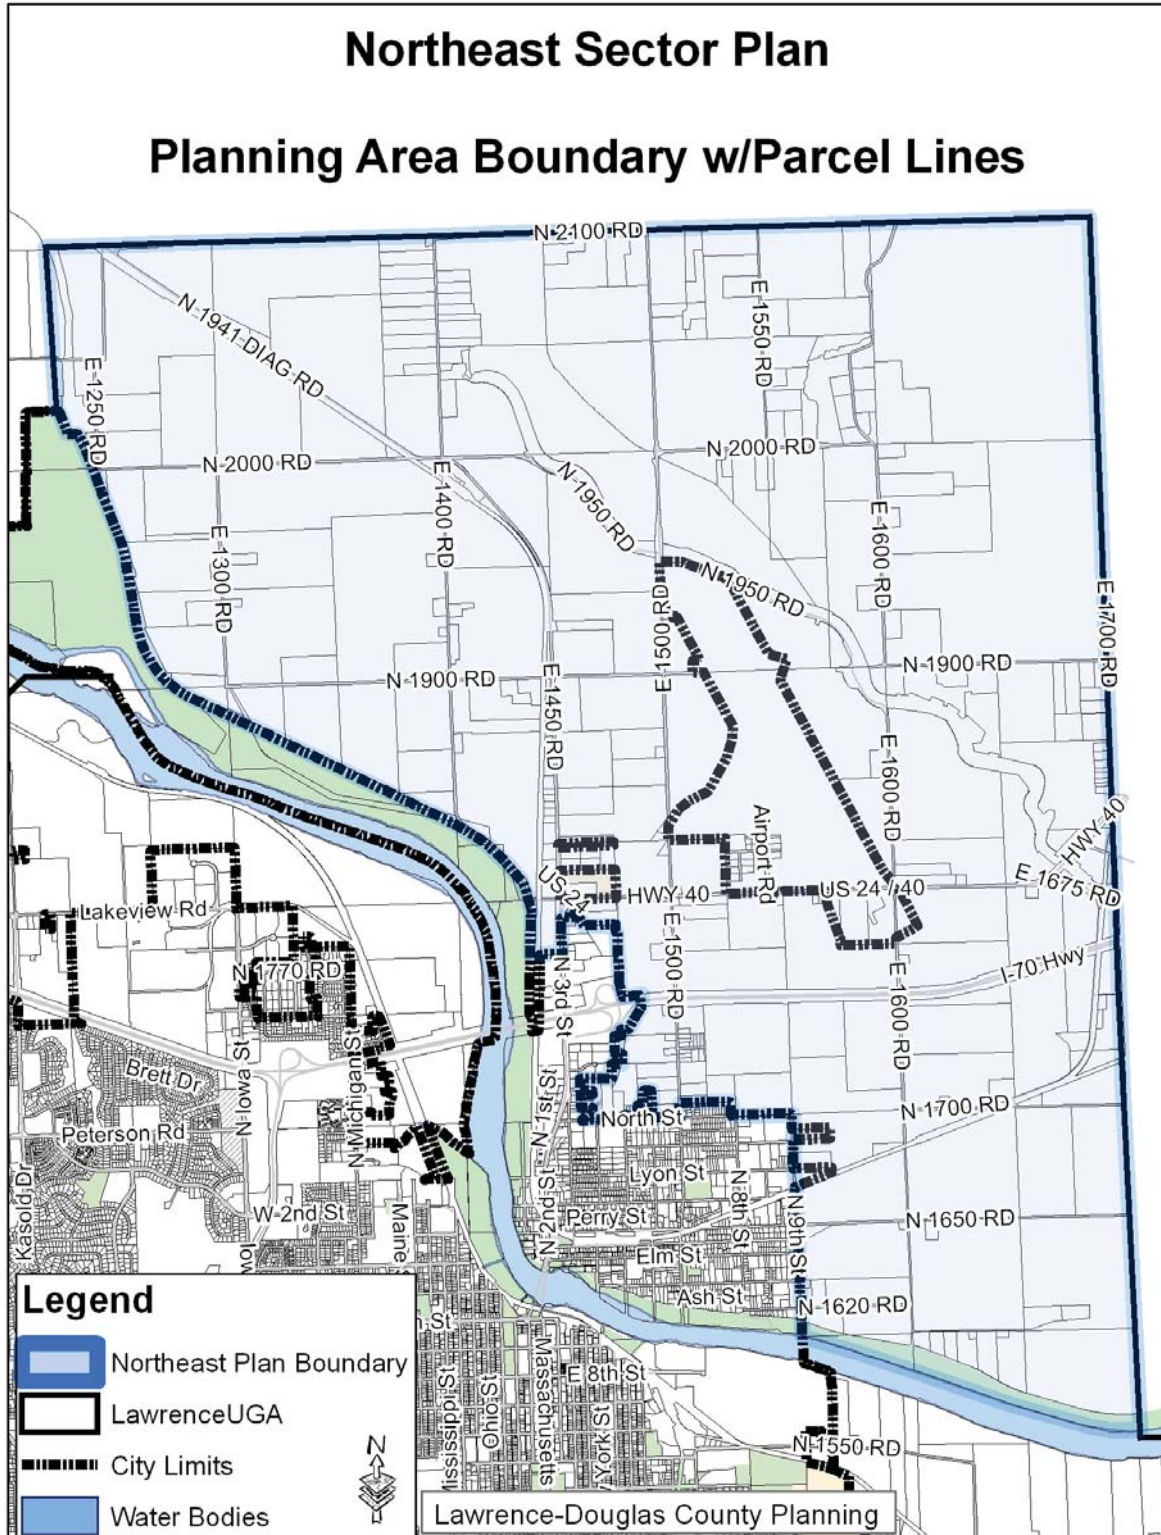 Northeast Sector Plan
Planning Area Boundary w/Parcel Lines
N 2100 RD
N 1941 DIAG RD
E 1550 RD
E 1250 RD
N 2000 RD
N 2000 RD
E 1400 RD
N 1950 RD
E 1600 RD
E 1300 RD
N 1950 RD
E 1500 RD
E 1700 RD
N 1900 RD
N 1900 RD
E 1450 RD
E 1600 RD
Airport Rd
HWY 40
US 24
HWY 40
US 24 / 40
E 1675 RD
Lakeview Rd
E 1500 RD
N 1770 RD
N 3rd St
I-70 Hwy
E 1600 RD
N Iowa St
N Michigan St
Brett Dr
N 1st St
N 1700 RD
North St
Peterson Rd
Lyon St
N 8th St
Kasold Dr
W 2nd St
Maine
N 2nd St
Perry St
N 9th St
N 1650 RD
Elm St
Ash St
N 1620 RD
Legend
Northeast Plan Boundary
LawrenceUGA
City Limits
Water Bodies
N
Mississippi St
Ohio St
Massachusetts
E 8th St
York St
N 1550 RD
Lawrence-Douglas County Planning